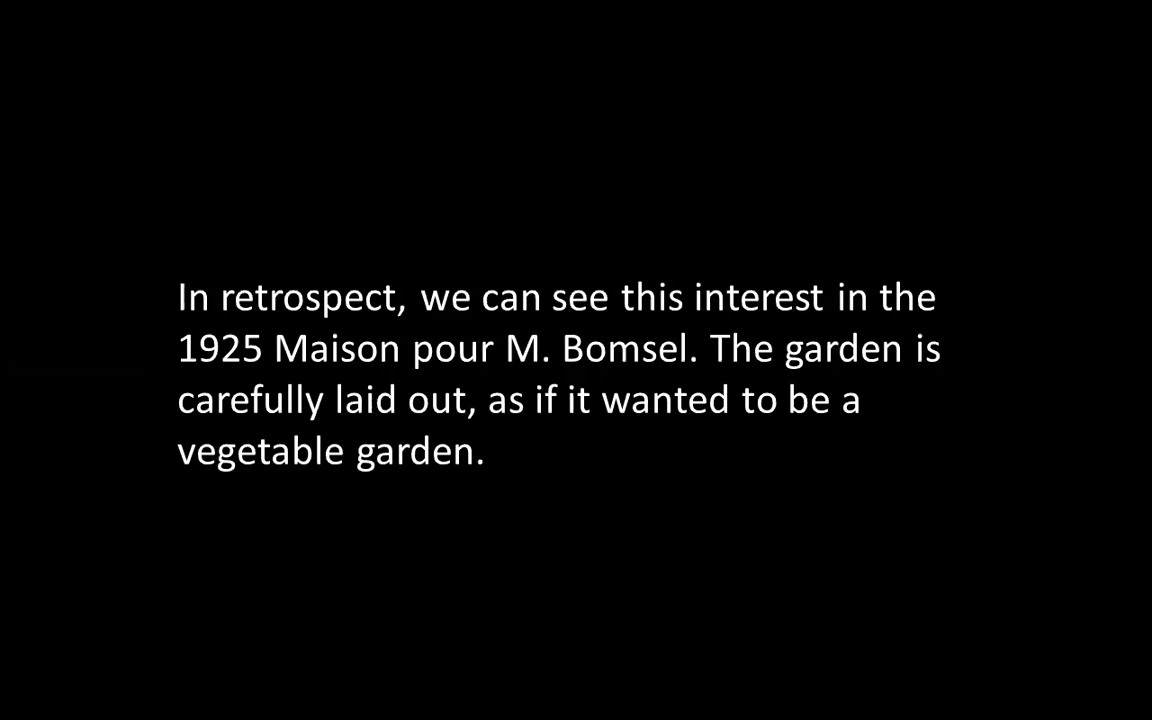 In retrospect, we can see this interest in the
1925 Maison pour M. Bomsel. The garden is
carefully laid out, as if it wanted to be a
vegetable garden.